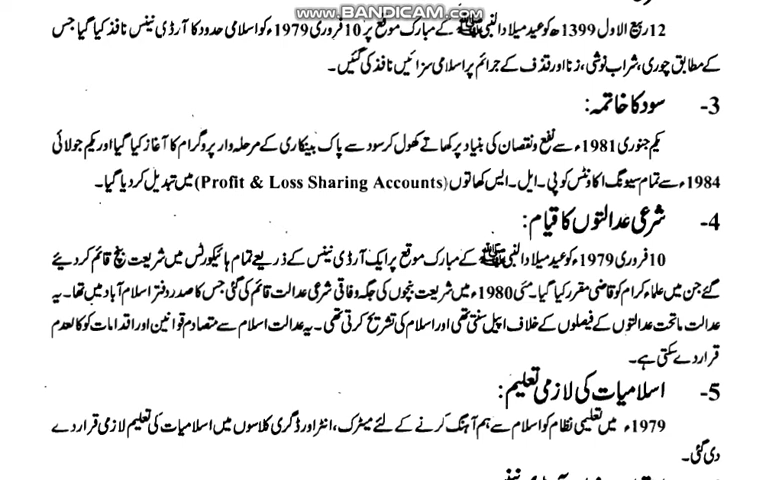 www.BANDICAM.com
12 ربیع الاول 1399ھ کو عید میلاد النبی ﷺ کے مبارک موقع پر 10 فروری 1979ء کو اسلامی حدود کا آرڈی نینس نافذ کیا گیا جس
کے مطابق چوری، شراب نوشی، زنا اور قذف کے جرائم پر اسلامی سزائیں نافذ کی گئیں۔
3- سود کا خاتمہ:
یکم جنوری 1981ء سے نفع و نقصان کی بنیاد پر کھاتے کھول کر سود سے پاک بینکاری کے مرحلہ وار پروگرام کا آغاز کیا گیا اور یکم جولائی
1984ء سے تمام سیونگ اکاؤنٹس کو پی۔ ایل۔ ایس کھاتوں (Profit & Loss Sharing Accounts) میں تبدیل کر دیا گیا۔
4- شرعی عدالتوں کا قیام:
10 فروری 1979ء کو عید میلاد النبی ﷺ کے مبارک موقع پر ایک آرڈی نینس کے ذریعے تمام ہائیکورٹس میں شریعت بنچ قائم کر دیئے
گئے جن میں علماء کرام کو قاضی مقرر کیا گیا۔ مئی 1980ء میں شریعت بنچوں کی جگہ وفاقی شرعی عدالت قائم کی گئی جس کا صدر دفتر اسلام آباد میں تھا۔ یہ
عدالت ماتحت عدالتوں کے فیصلوں کے خلاف اپیل سنتی تھی اور اسلام کی تشریح کرتی تھی۔ یہ عدالت اسلام سے متصادم قوانین اور اقدامات کو کالعدم
قرار دے سکتی ہے۔
5- اسلامیات کی لازمی تعلیم:
1979ء میں تعلیمی نظام کو اسلام سے ہم آہنگ کرنے کے لئے میٹرک، انٹر اور ڈگری کلاسوں میں اسلامیات کی تعلیم لازمی قرار دے
دی گئی۔